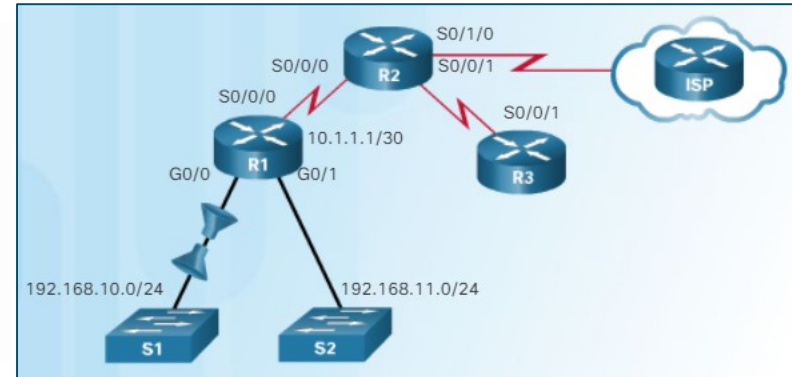 S0/1/0
S0/0/0
R2
S0/0/1
ISP
S0/0/0
S0/0/1
10.1.1.1/30
R1
R3
G0/0
G0/1
192.168.10.0/24
192.168.11.0/24
S1
S2